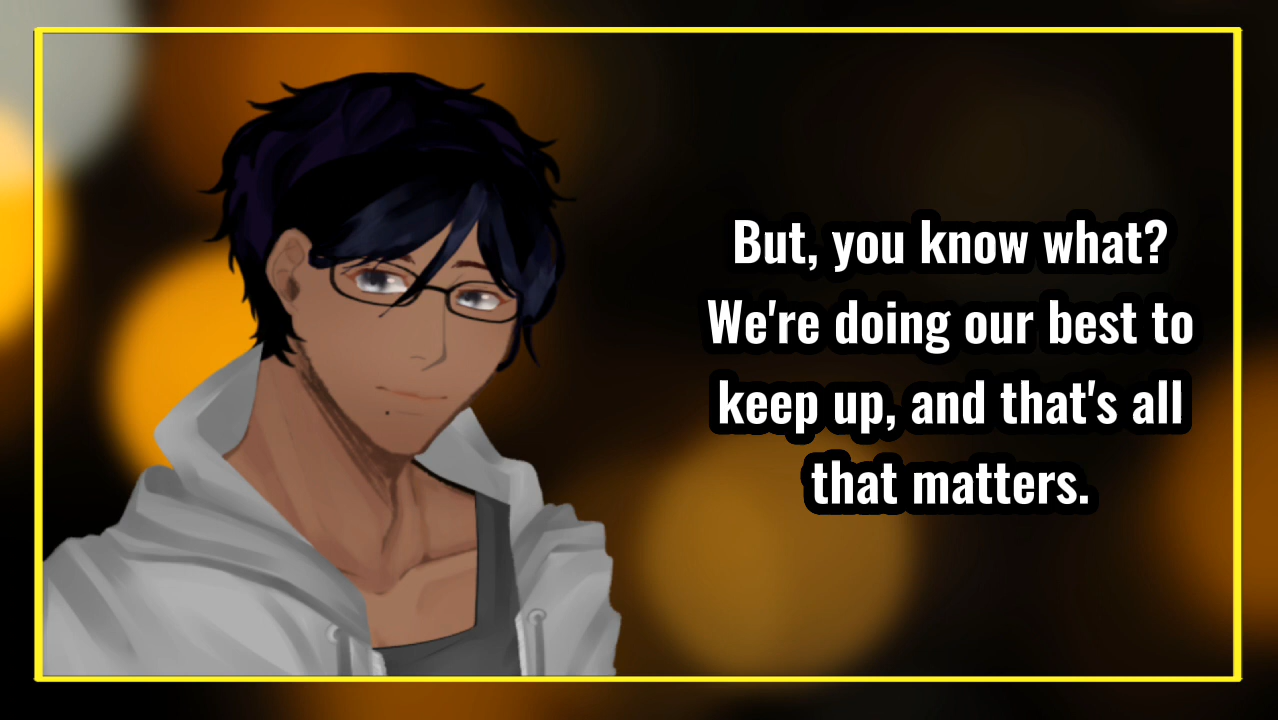 But, you know what?
We're doing our best to
keep up, and that's all
that matters.